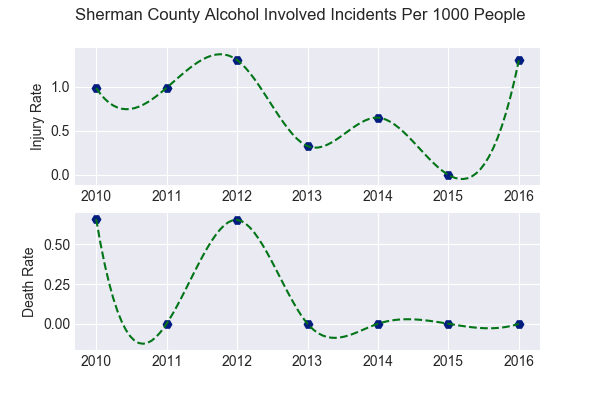 Sherman County Alcohol Involved Incidents Per 1000 People
Injury Rate
1.0
0.5
0.0
2010 2011 2012 2013 2014 2015 2016
Death Rate
0.50
0.25
0.00
2010 2011 2012 2013 2014 2015 2016